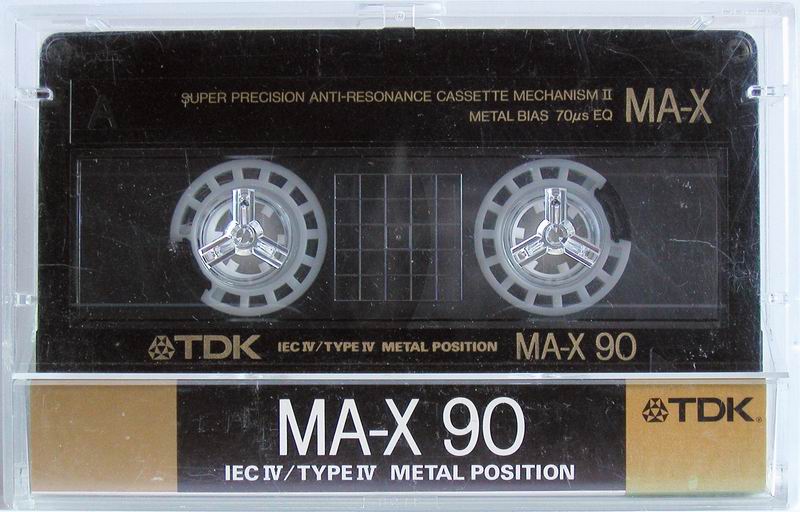 A
SUPER PRECISION ANTI-RESONANCE CASSETTE MECHANISM II
METAL BIAS 70μs EQ
MA-X
TDK IEC IV/TYPE IV METAL POSITION MA-X 90
MA-X 90
IEC IV/TYPE IV METAL POSITION
TDK®